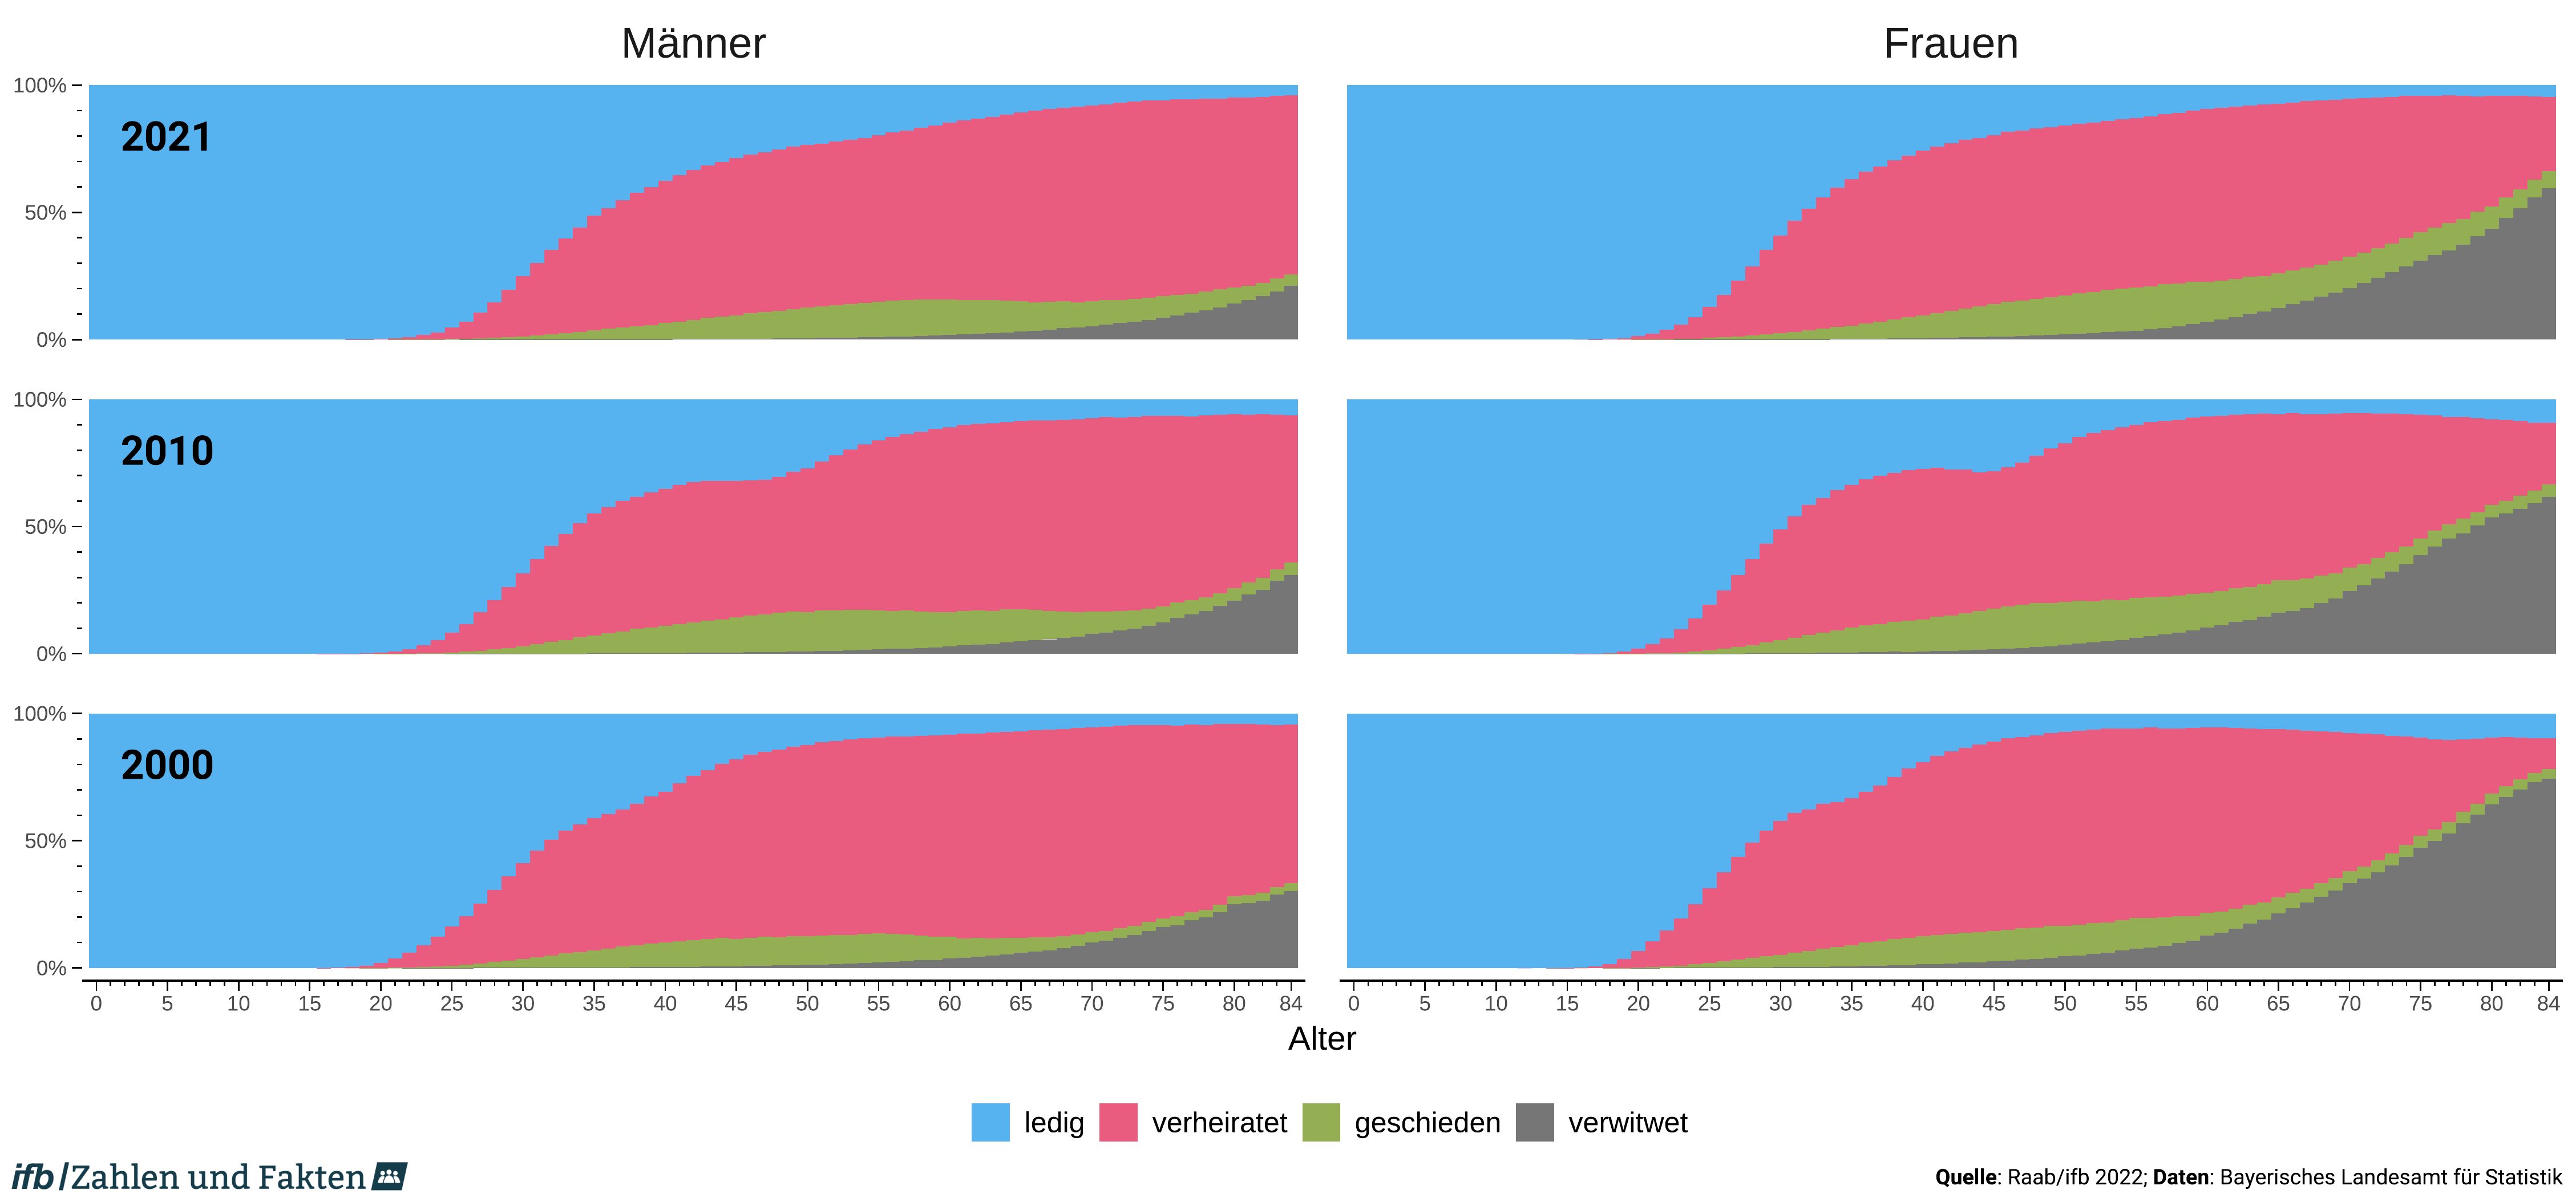 Männer Frauen
100%
2021
50%
0%
100%
2010
50%
0%
100%
2000
50%
0%
0 5 10 15 20 25 30 35 40 45 50 55 60 65 70 75 80 84 0 5 10 15 20 25 30 35 40 45 50 55 60 65 70 75 80 84
Alter
ledig verheiratet geschieden verwitwet
ifb/Zahlen und Fakten
Quelle: Raab/ifb 2022; Daten: Bayerisches Landesamt für Statistik